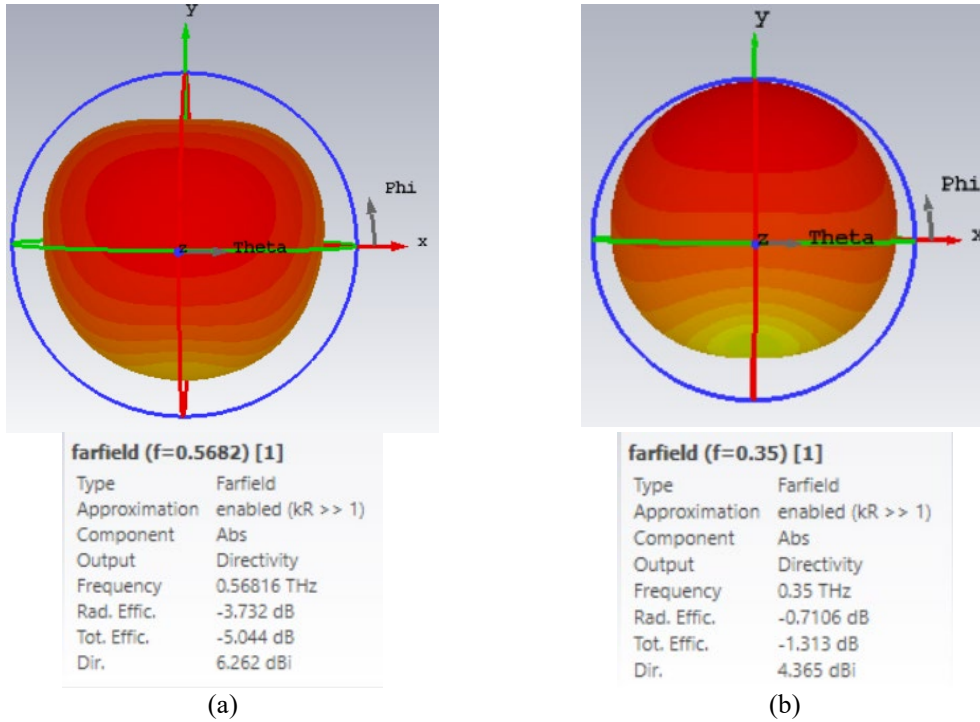 y
Phi
z
Theta
x
farfield (f=0.5682) [1]
Type Farfield
Approximation enabled (kR >> 1)
Component Abs
Output Directivity
Frequency 0.56816 THz
Rad. Effic. -3.732 dB
Tot. Effic. -5.044 dB
Dir. 6.262 dBi
(a)
y
Phi
z
Theta
x
farfield (f=0.35) [1]
Type Farfield
Approximation enabled (kR >> 1)
Component Abs
Output Directivity
Frequency 0.35 THz
Rad. Effic. -0.7106 dB
Tot. Effic. -1.313 dB
Dir. 4.365 dBi
(b)